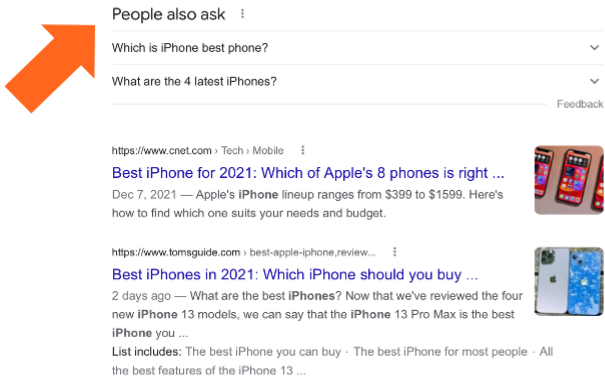 People also ask
Which is iPhone best phone?
What are the 4 latest iPhones?
Feedback
https://www.cnet.com › Tech › Mobile
Best iPhone for 2021: Which of Apple's 8 phones is right ...
Dec 7, 2021 — Apple's iPhone lineup ranges from $399 to $1599. Here's
how to find which one suits your needs and budget.
https://www.tomsguide.com › best-apple-iphone,review...
Best iPhones in 2021: Which iPhone should you buy ...
2 days ago — What are the best iPhones? Now that we've reviewed the four
new iPhone 13 models, we can say that the iPhone 13 Pro Max is the best
iPhone you ...
List includes: The best iPhone you can buy · The best iPhone for most people · All
the best features of the iPhone 13 ...